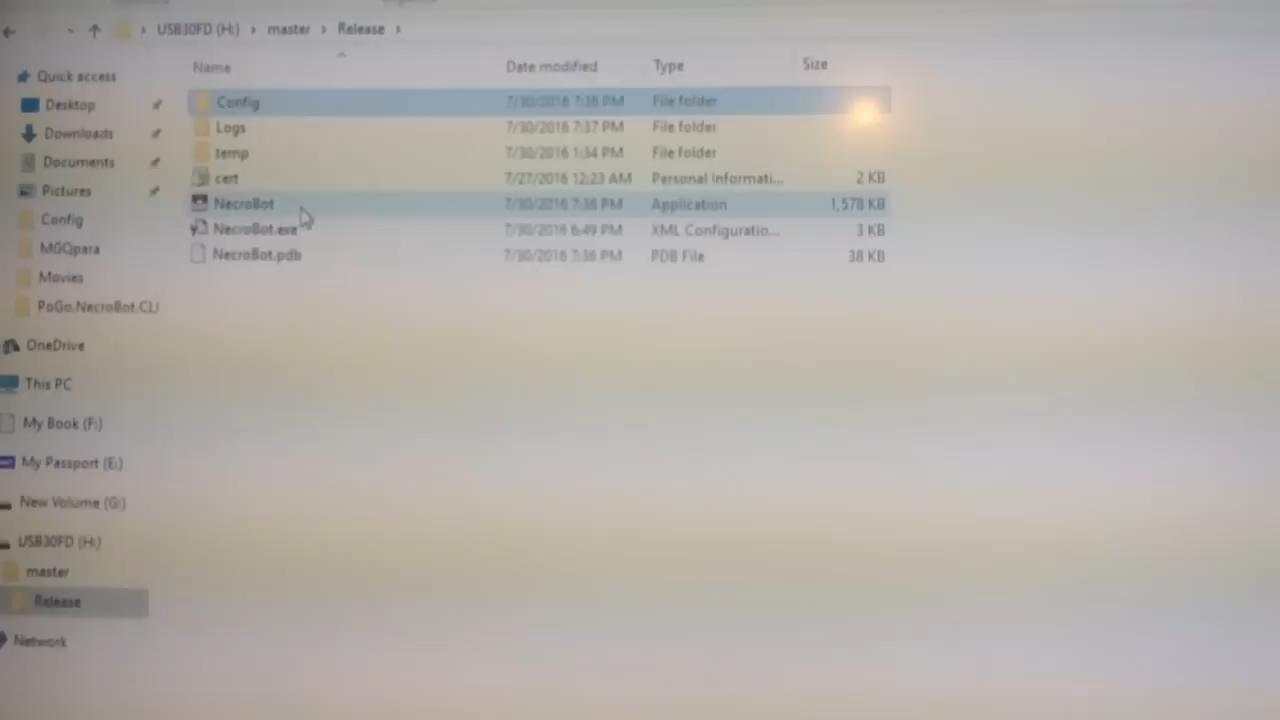 USB30FD (H:) > master > Release >
Name Date modified Type Size
Quick access
Desktop
Downloads
Documents
Pictures
Config
MGQpara
Movies
PoGo.NecroBot.CLI
OneDrive
This PC
My Book (F:)
My Passport (E:)
New Volume (G:)
USB30FD (H:)
master
Release
Network
Config 7/30/2016 7:36 PM File folder
Logs 7/30/2016 7:37 PM File folder
temp 7/30/2016 1:34 PM File folder
cert 7/27/2016 12:23 AM Personal Informati... 2 KB
NecroBot 7/30/2016 7:36 PM Application 1,578 KB
NecroBot.exe 7/30/2016 6:49 PM XML Configuratio... 3 KB
NecroBot.pdb 7/30/2016 7:36 PM PDB File 38 KB